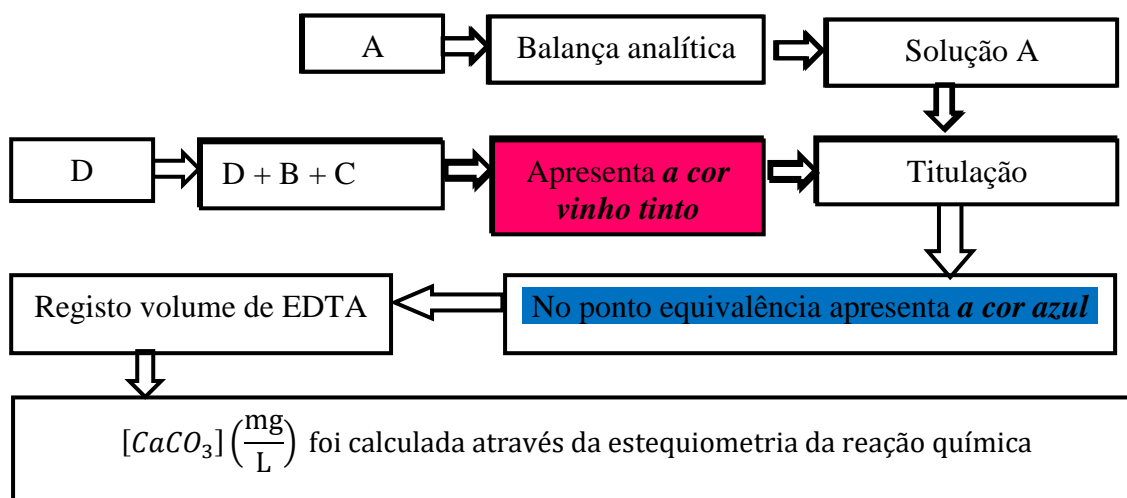 A
Balança analítica
Solução A
D
D + B + C
Apresenta a cor
vinho tinto
Titulação
Registo volume de EDTA
No ponto equivalência apresenta a cor azul
[CaCO₃] (mg/L) foi calculada através da estequiometria da reação química